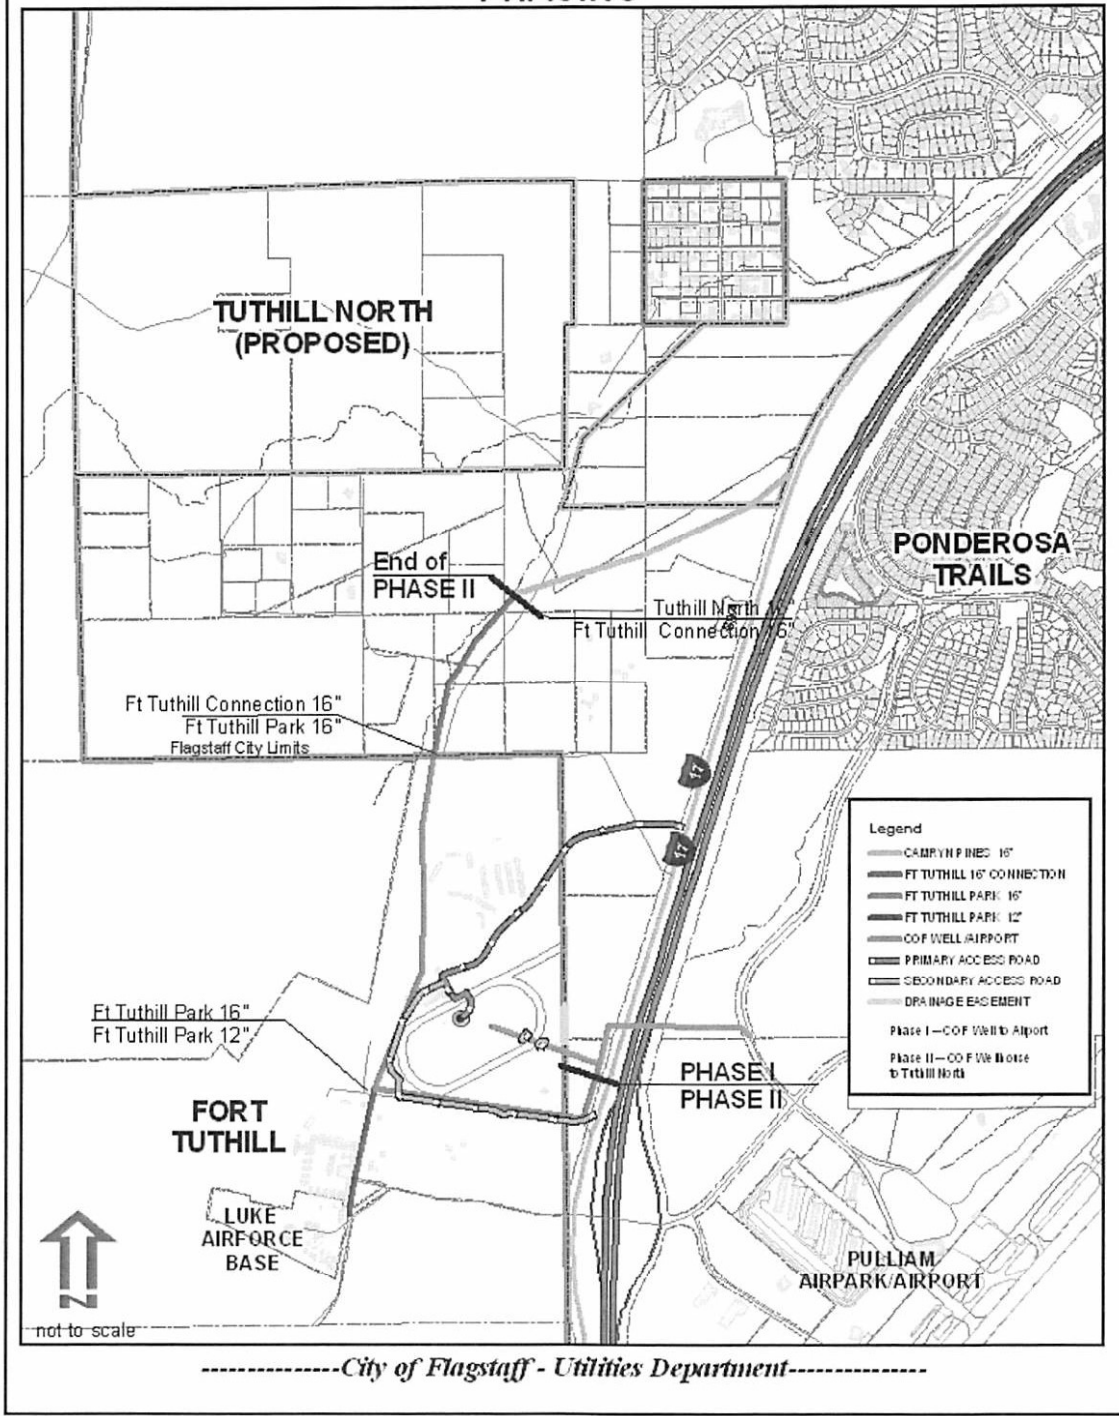 TUTHILL NORTH
(PROPOSED)
End of
PHASE II
PONDEROSA
TRAILS
Tuthill North 16"
Ft Tuthill Connection 16"
Ft Tuthill Connection 16"
Ft Tuthill Park 16"
Flagstaff City Limits
17
17
Legend
CAMRYN PINES 16"
FT TUTHILL 16" CONNECTION
FT TUTHILL PARK 16"
FT TUTHILL PARK 12"
COF WELL/AIRPORT
PRIMARY ACCESS ROAD
SECONDARY ACCESS ROAD
DRAINAGE EASEMENT
Phase I -- COF Well to Airport
Phase II -- COF Wellhouse
to Tuthill North
Ft Tuthill Park 16"
Ft Tuthill Park 12"
PHASE I
PHASE II
FORT
TUTHILL
LUKE
AIRFORCE
BASE
PULLIAM
AIRPARK/AIRPORT
N
not to scale
---------------City of Flagstaff - Utilities Department---------------